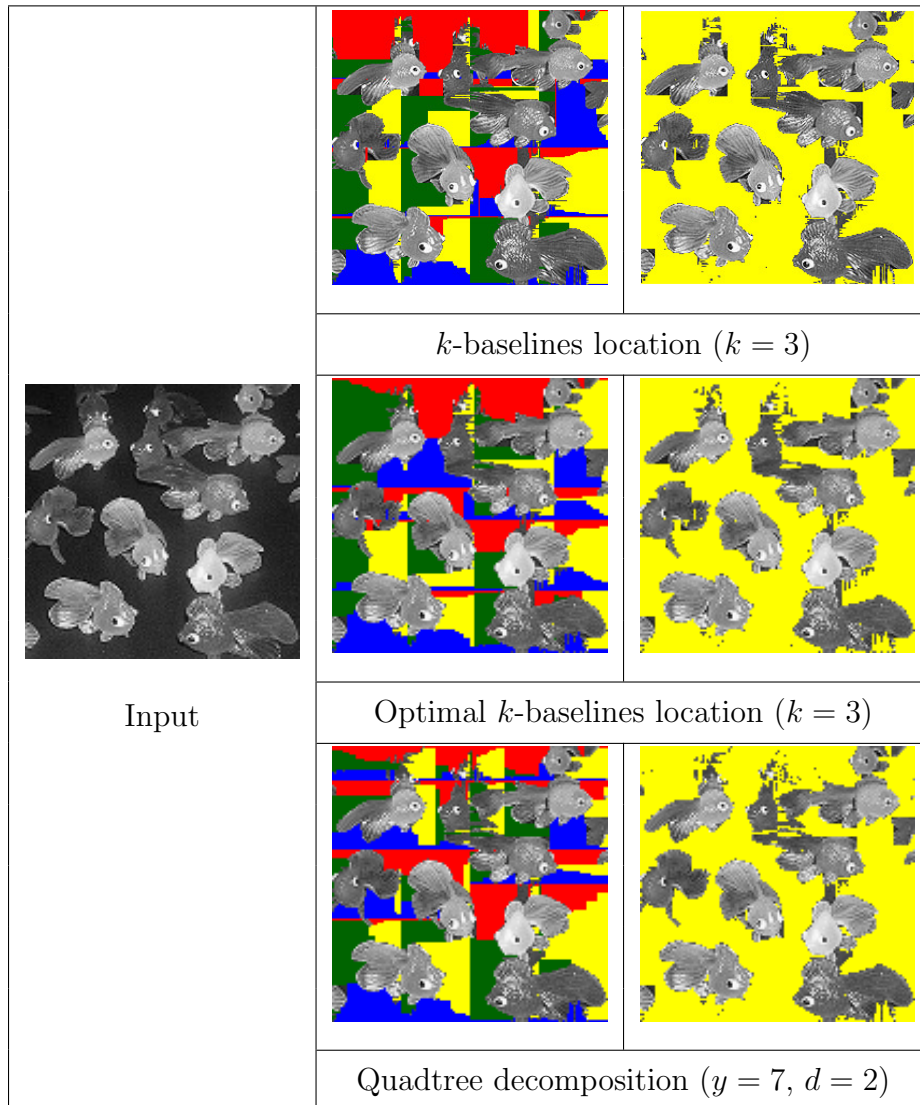 k-baselines location (k = 3)
Input
Optimal k-baselines location (k = 3)
Quadtree decomposition (y = 7, d = 2)